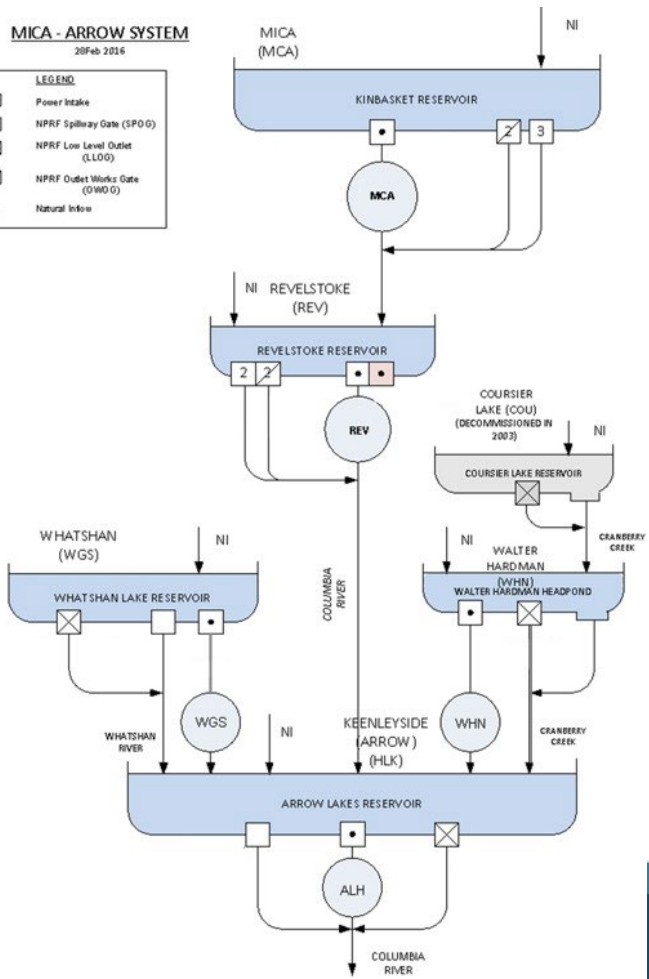 MICA - ARROW SYSTEM
28Feb 2016
LEGEND
Power Intake
NPRF Spillway Gate (SPOG)
NPRF Low Level Outlet
(LLOG)
NPRF Outlet Works Gate
(OWOG)
Natural Inflow
MICA
(MCA)
NI
KINBASKET RESERVOIR
2
3
MCA
NI
REVELSTOKE
(REV)
REVELSTOKE RESERVOIR
2
2
REV
COURSIER
LAKE (COU)
(DECOMMISSIONED IN
2003)
NI
COURSIER LAKE RESERVOIR
CRANBERRY
CREEK
WHATSHAN
(WGS)
NI
WHATSHAN LAKE RESERVOIR
COLUMBIA
RIVER
NI
WALTER
HARDMAN
(WHN)
WALTER HARDMAN HEADPOND
WGS
WHATSHAN
RIVER
NI
KEENLEYSIDE
(ARROW)
(HLK)
WHN
CRANBERRY
CREEK
ARROW LAKES RESERVOIR
ALH
COLUMBIA
RIVER